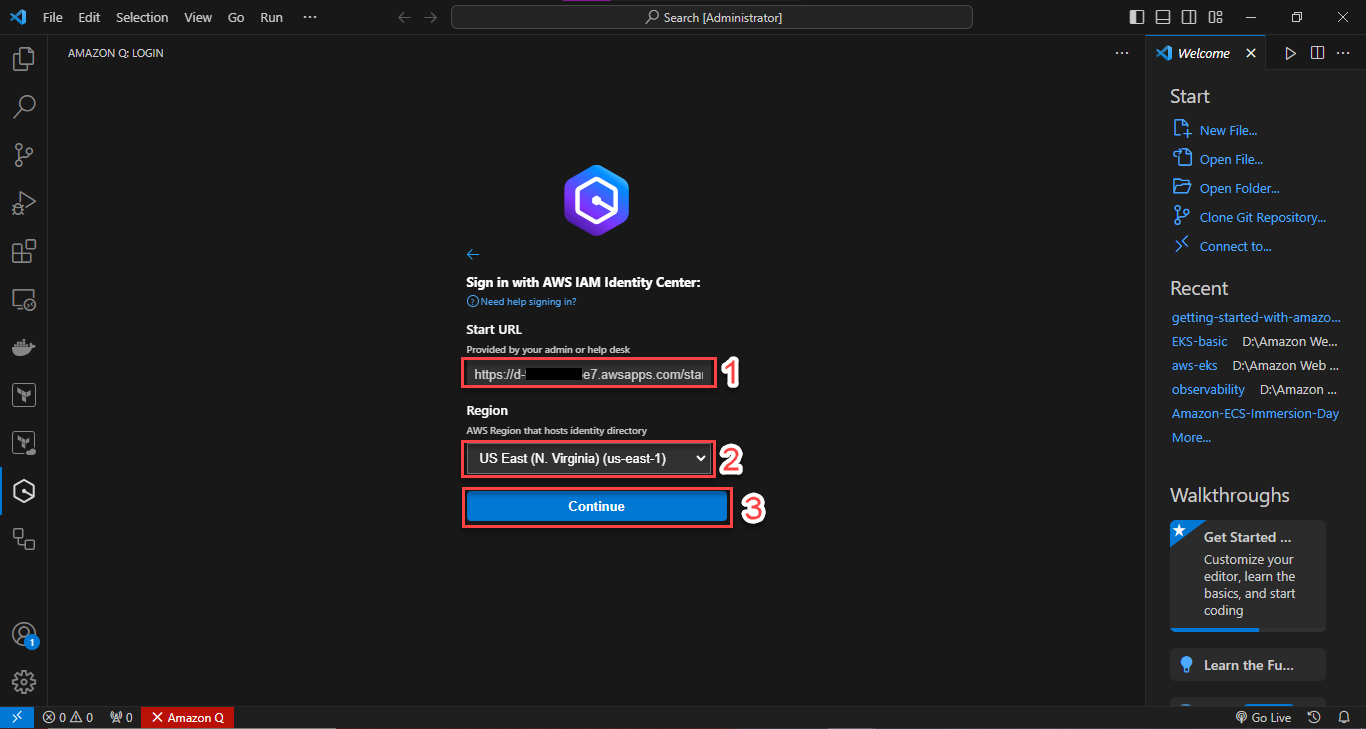 File Edit Selection View Go Run ···
Search [Administrator]
AMAZON Q: LOGIN
Sign in with AWS IAM Identity Center:
Need help signing in?
Start URL
Provided by your admin or help desk
https://d- e7.awsapps.com/star
1
Region
AWS Region that hosts identity directory
US East (N. Virginia) (us-east-1)
2
Continue
3
Welcome
Start
New File...
Open File...
Open Folder...
Clone Git Repository...
Connect to...
Recent
getting-started-with-amazo...
EKS-basic D:\Amazon We...
aws-eks D:\Amazon Web ...
observability D:\Amazon ...
Amazon-ECS-Immersion-Day
More...
Walkthroughs
Get Started ...
Customize your
editor, learn the
basics, and start
coding
Learn the Fu...
1
0 0 0 Amazon Q
Go Live